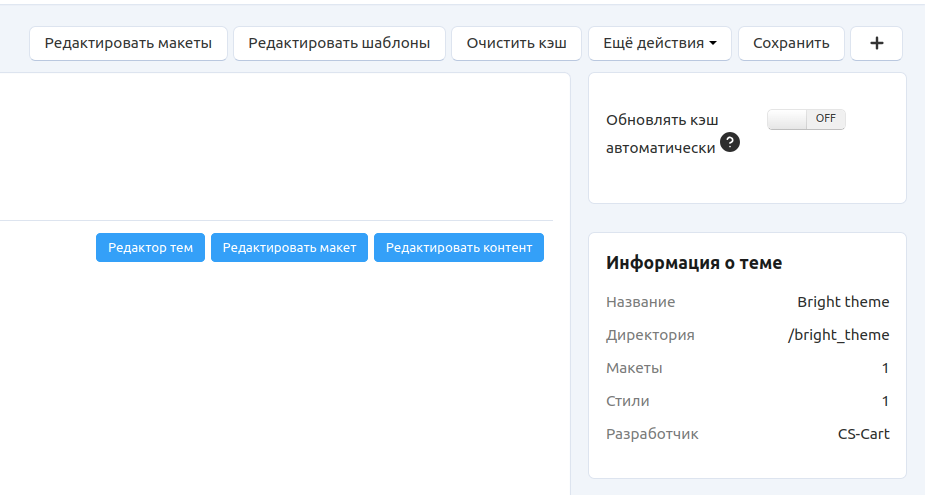 Редактировать макеты Редактировать шаблоны Очистить кэш Ещё действия Сохранить +
Обновлять кэш OFF
автоматически ?
Редактор тем Редактировать макет Редактировать контент
Информация о теме
Название Bright theme
Директория /bright_theme
Макеты 1
Стили 1
Разработчик CS-Cart